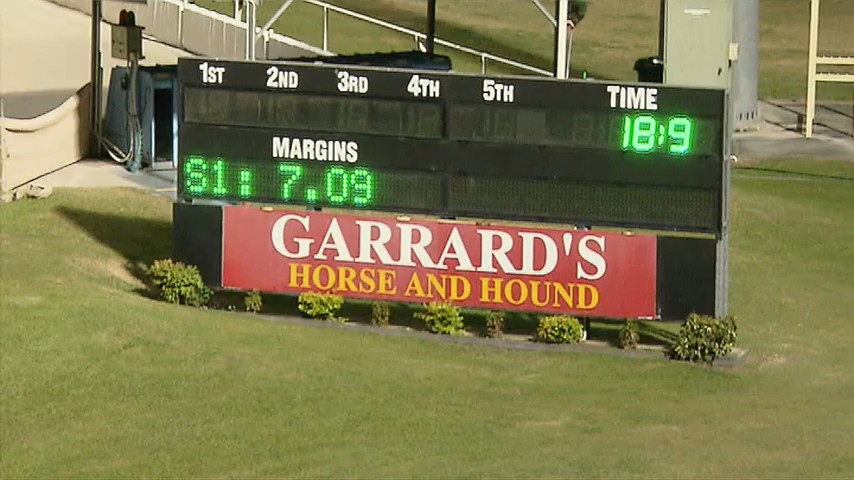 1ST 2ND 3RD 4TH 5TH TIME
18:9
MARGINS
S1: 7.09
GARRARD'S
HORSE AND HOUND